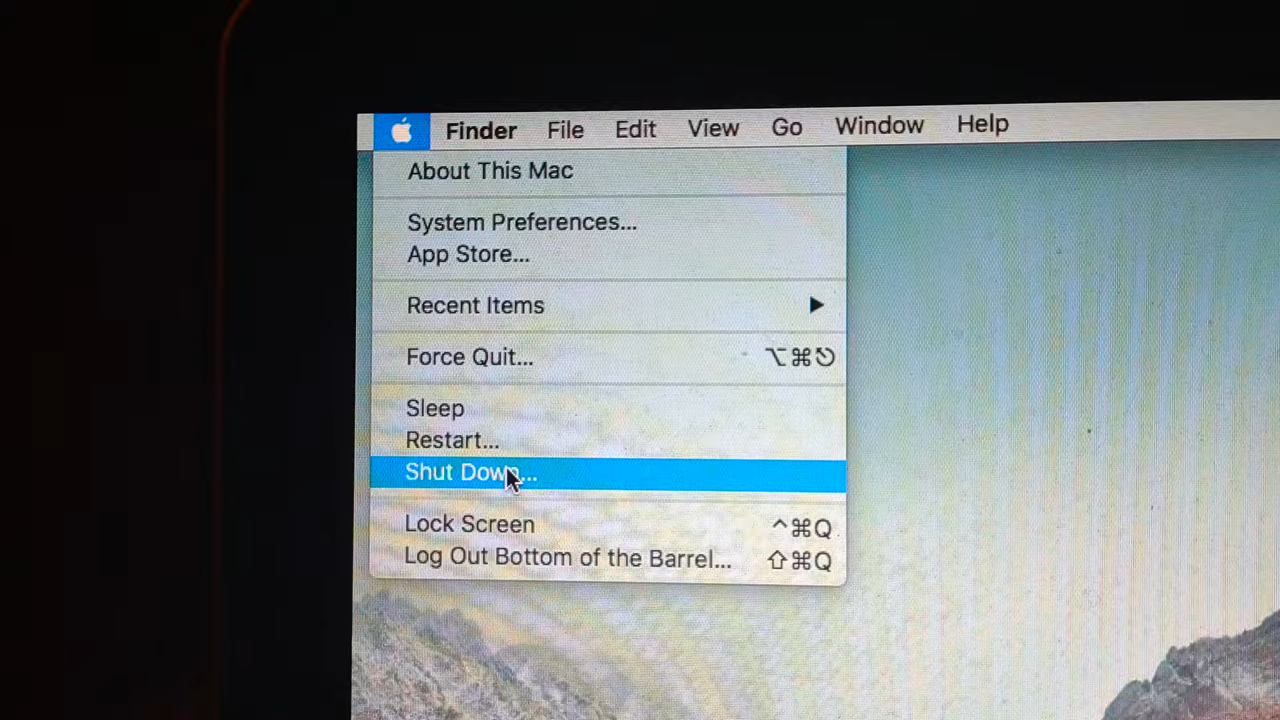 Finder File Edit View Go Window Help
About This Mac
System Preferences...
App Store...
Recent Items ▶
Force Quit... ⌥⌘⎋
Sleep
Restart...
Shut Down...
Lock Screen ^⌘Q
Log Out Bottom of the Barrel... ⇧⌘Q